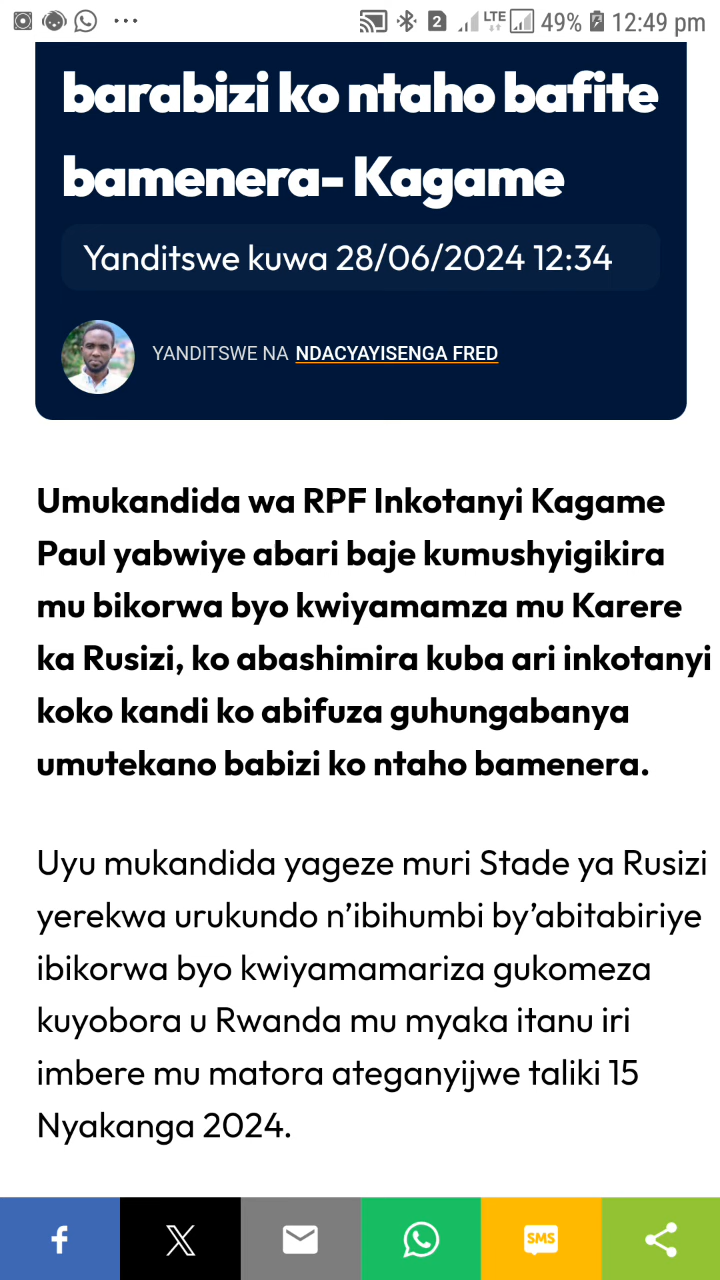 LTE 49% 12:49 pm
barabizi ko ntaho bafite
bamenera- Kagame
Yanditswe kuwa 28/06/2024 12:34
YANDITSWE NA NDACYAYISENGA FRED
Umukandida wa RPF Inkotanyi Kagame
Paul yabwiye abari baje kumushyigikira
mu bikorwa byo kwiyamamza mu Karere
ka Rusizi, ko abashimira kuba ari inkotanyi
koko kandi ko abifuza guhungabanya
umutekano babizi ko ntaho bamenera.
Uyu mukandida yageze muri Stade ya Rusizi
yerekwa urukundo n’ibihumbi by’abitabiriye
ibikorwa byo kwiyamamariza gukomeza
kuyobora u Rwanda mu myaka itanu iri
imbere mu matora ateganyijwe taliki 15
Nyakanga 2024.
SMS